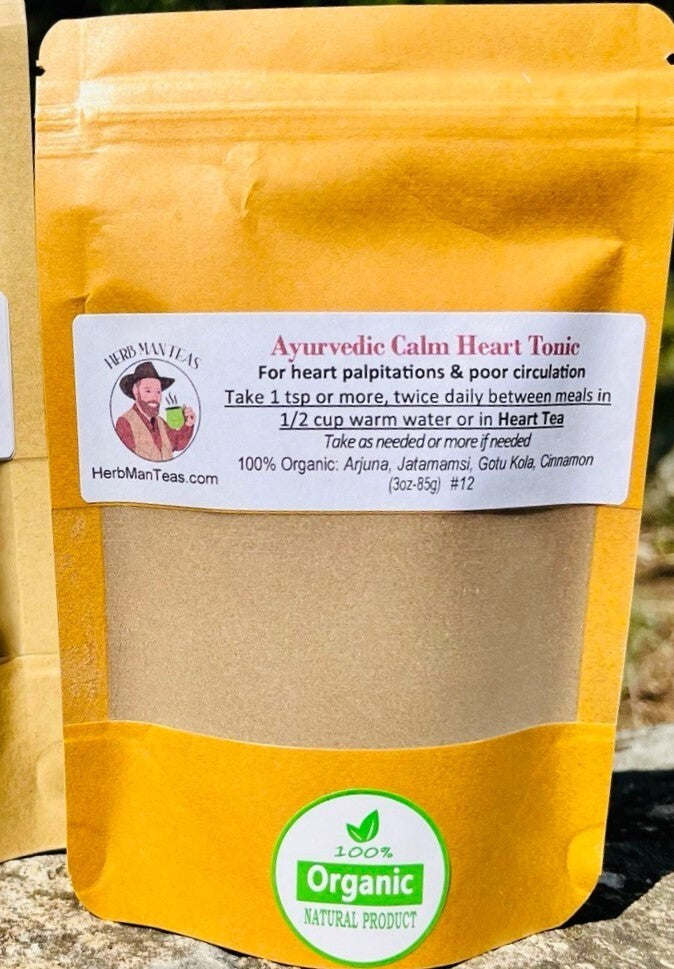 HERB MAN TEAS
HerbManTeas.com
Ayurvedic Calm Heart Tonic
For heart palpitations & poor circulation
Take 1 tsp or more, twice daily between meals in
1/2 cup warm water or in Heart Tea
Take as needed or more if needed
100% Organic: Arjuna, Jatamamsi, Gotu Kola, Cinnamon
(3oz-85g) #12
100%
Organic
NATURAL PRODUCT